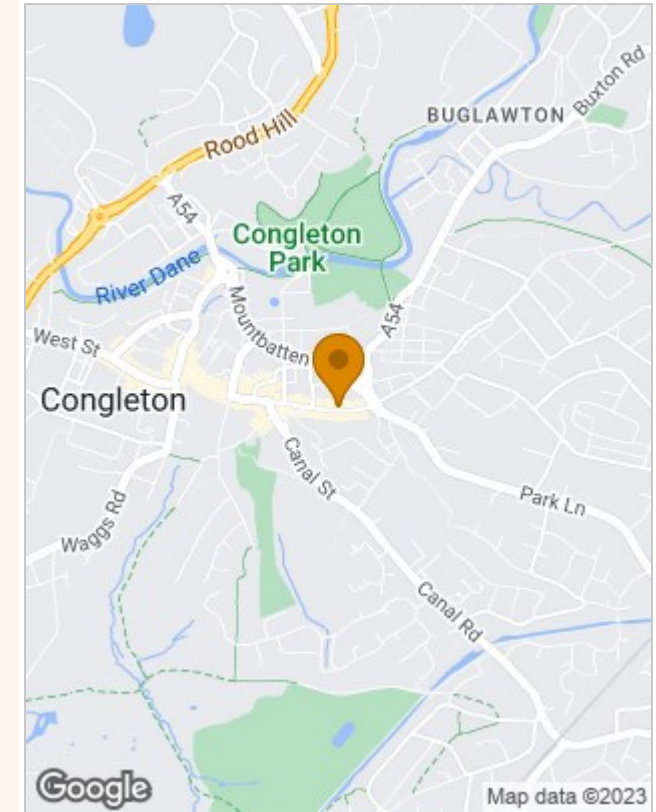 Buxton Rd
BUGLAWTON
Rood Hill
A54
Congleton
Park
River Dane
A54
Mountbatten
West St
Congleton
Canal St
Park Ln
Waggs Rd
Canal Rd
Google
Map data ©2023